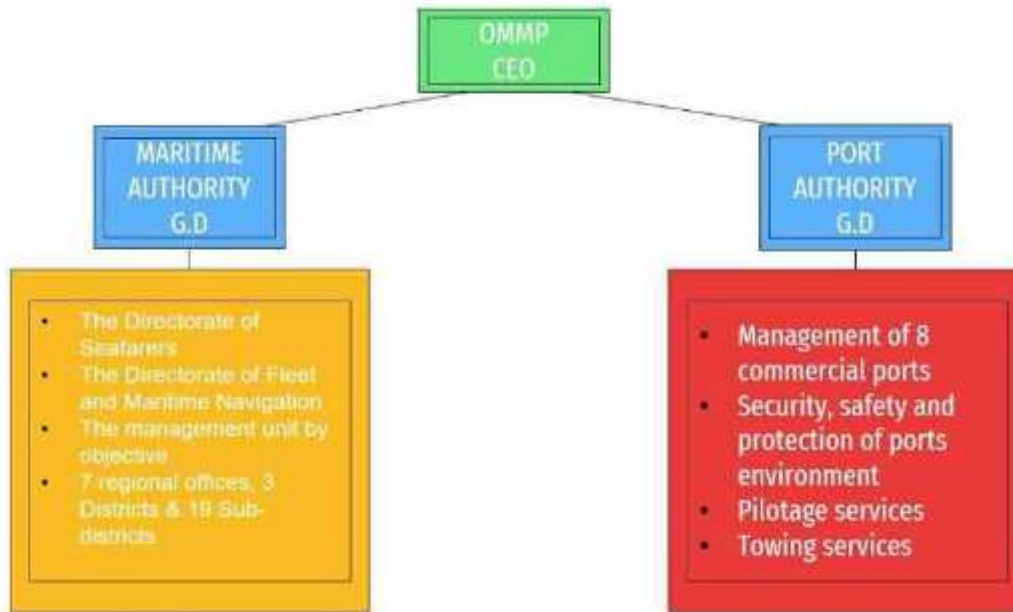 OMMP
CEO
MARITIME
AUTHORITY
G.D
PORT
AUTHORITY
G.D
• The Directorate of
Seafarers
• The Directorate of Fleet
and Maritime Navigation
• The management unit by
objective
• 7 regional offices, 3
Districts & 19 Sub-
districts
• Management of 8
commercial ports
• Security, safety and
protection of ports
environment
• Pilotage services
• Towing services